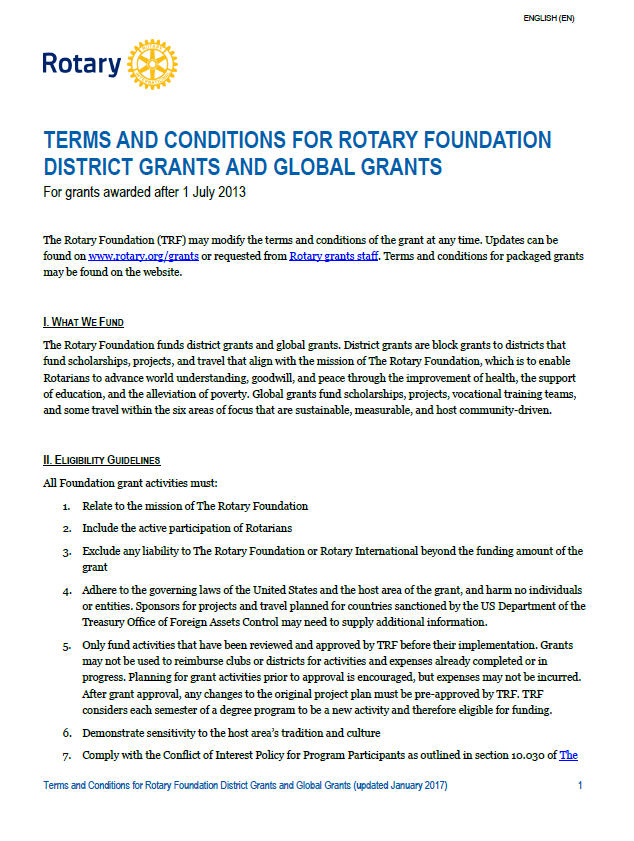 ENGLISH (EN)
Rotary
TERMS AND CONDITIONS FOR ROTARY FOUNDATION
DISTRICT GRANTS AND GLOBAL GRANTS
For grants awarded after 1 July 2013
The Rotary Foundation (TRF) may modify the terms and conditions of the grant at any time. Updates can be
found on www.rotary.org/grants or requested from Rotary grants staff. Terms and conditions for packaged grants
may be found on the website.
I. WHAT WE FUND
The Rotary Foundation funds district grants and global grants. District grants are block grants to districts that
fund scholarships, projects, and travel that align with the mission of The Rotary Foundation, which is to enable
Rotarians to advance world understanding, goodwill, and peace through the improvement of health, the support
of education, and the alleviation of poverty. Global grants fund scholarships, projects, vocational training teams,
and some travel within the six areas of focus that are sustainable, measurable, and host community-driven.
II. ELIGIBILITY GUIDELINES
All Foundation grant activities must:
1. Relate to the mission of The Rotary Foundation
2. Include the active participation of Rotarians
3. Exclude any liability to The Rotary Foundation or Rotary International beyond the funding amount of the
grant
4. Adhere to the governing laws of the United States and the host area of the grant, and harm no individuals
or entities. Sponsors for projects and travel planned for countries sanctioned by the US Department of the
Treasury Office of Foreign Assets Control may need to supply additional information.
5. Only fund activities that have been reviewed and approved by TRF before their implementation. Grants
may not be used to reimburse clubs or districts for activities and expenses already completed or in
progress. Planning for grant activities prior to approval is encouraged, but expenses may not be incurred.
After grant approval, any changes to the original project plan must be pre-approved by TRF. TRF
considers each semester of a degree program to be a new activity and therefore eligible for funding.
6. Demonstrate sensitivity to the host area's tradition and culture
7. Comply with the Conflict of Interest Policy for Program Participants as outlined in section 10.030 of The
Terms and Conditions for Rotary Foundation District Grants and Global Grants (updated January 2017) 1